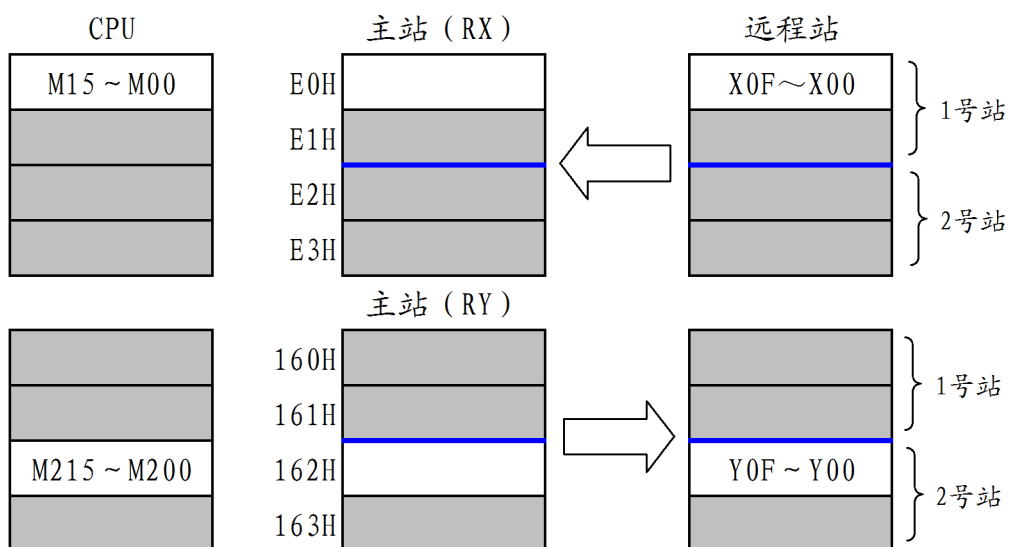 CPU 主站(RX) 远程站
M15~M00 E0H X0F~X00
E1H 1号站
E2H 2号站
E3H
主站(RY)
160H 1号站
161H
M215~M200 162H Y0F~Y00
163H 2号站